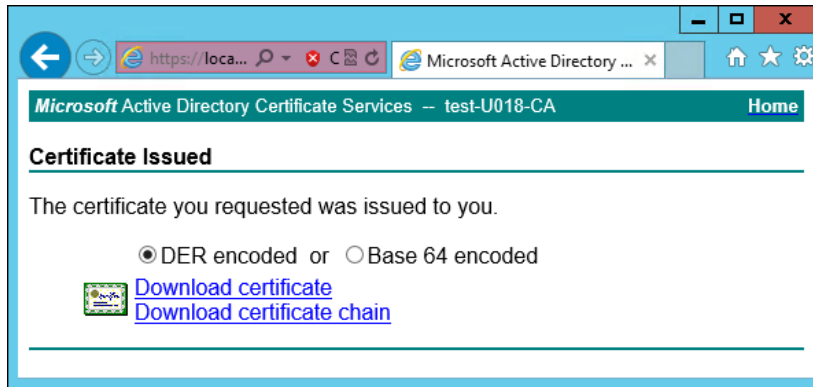 https://loca... C
Microsoft Active Directory ...
Microsoft Active Directory Certificate Services -- test-U018-CA Home
Certificate Issued
The certificate you requested was issued to you.
DER encoded or Base 64 encoded
Download certificate
Download certificate chain